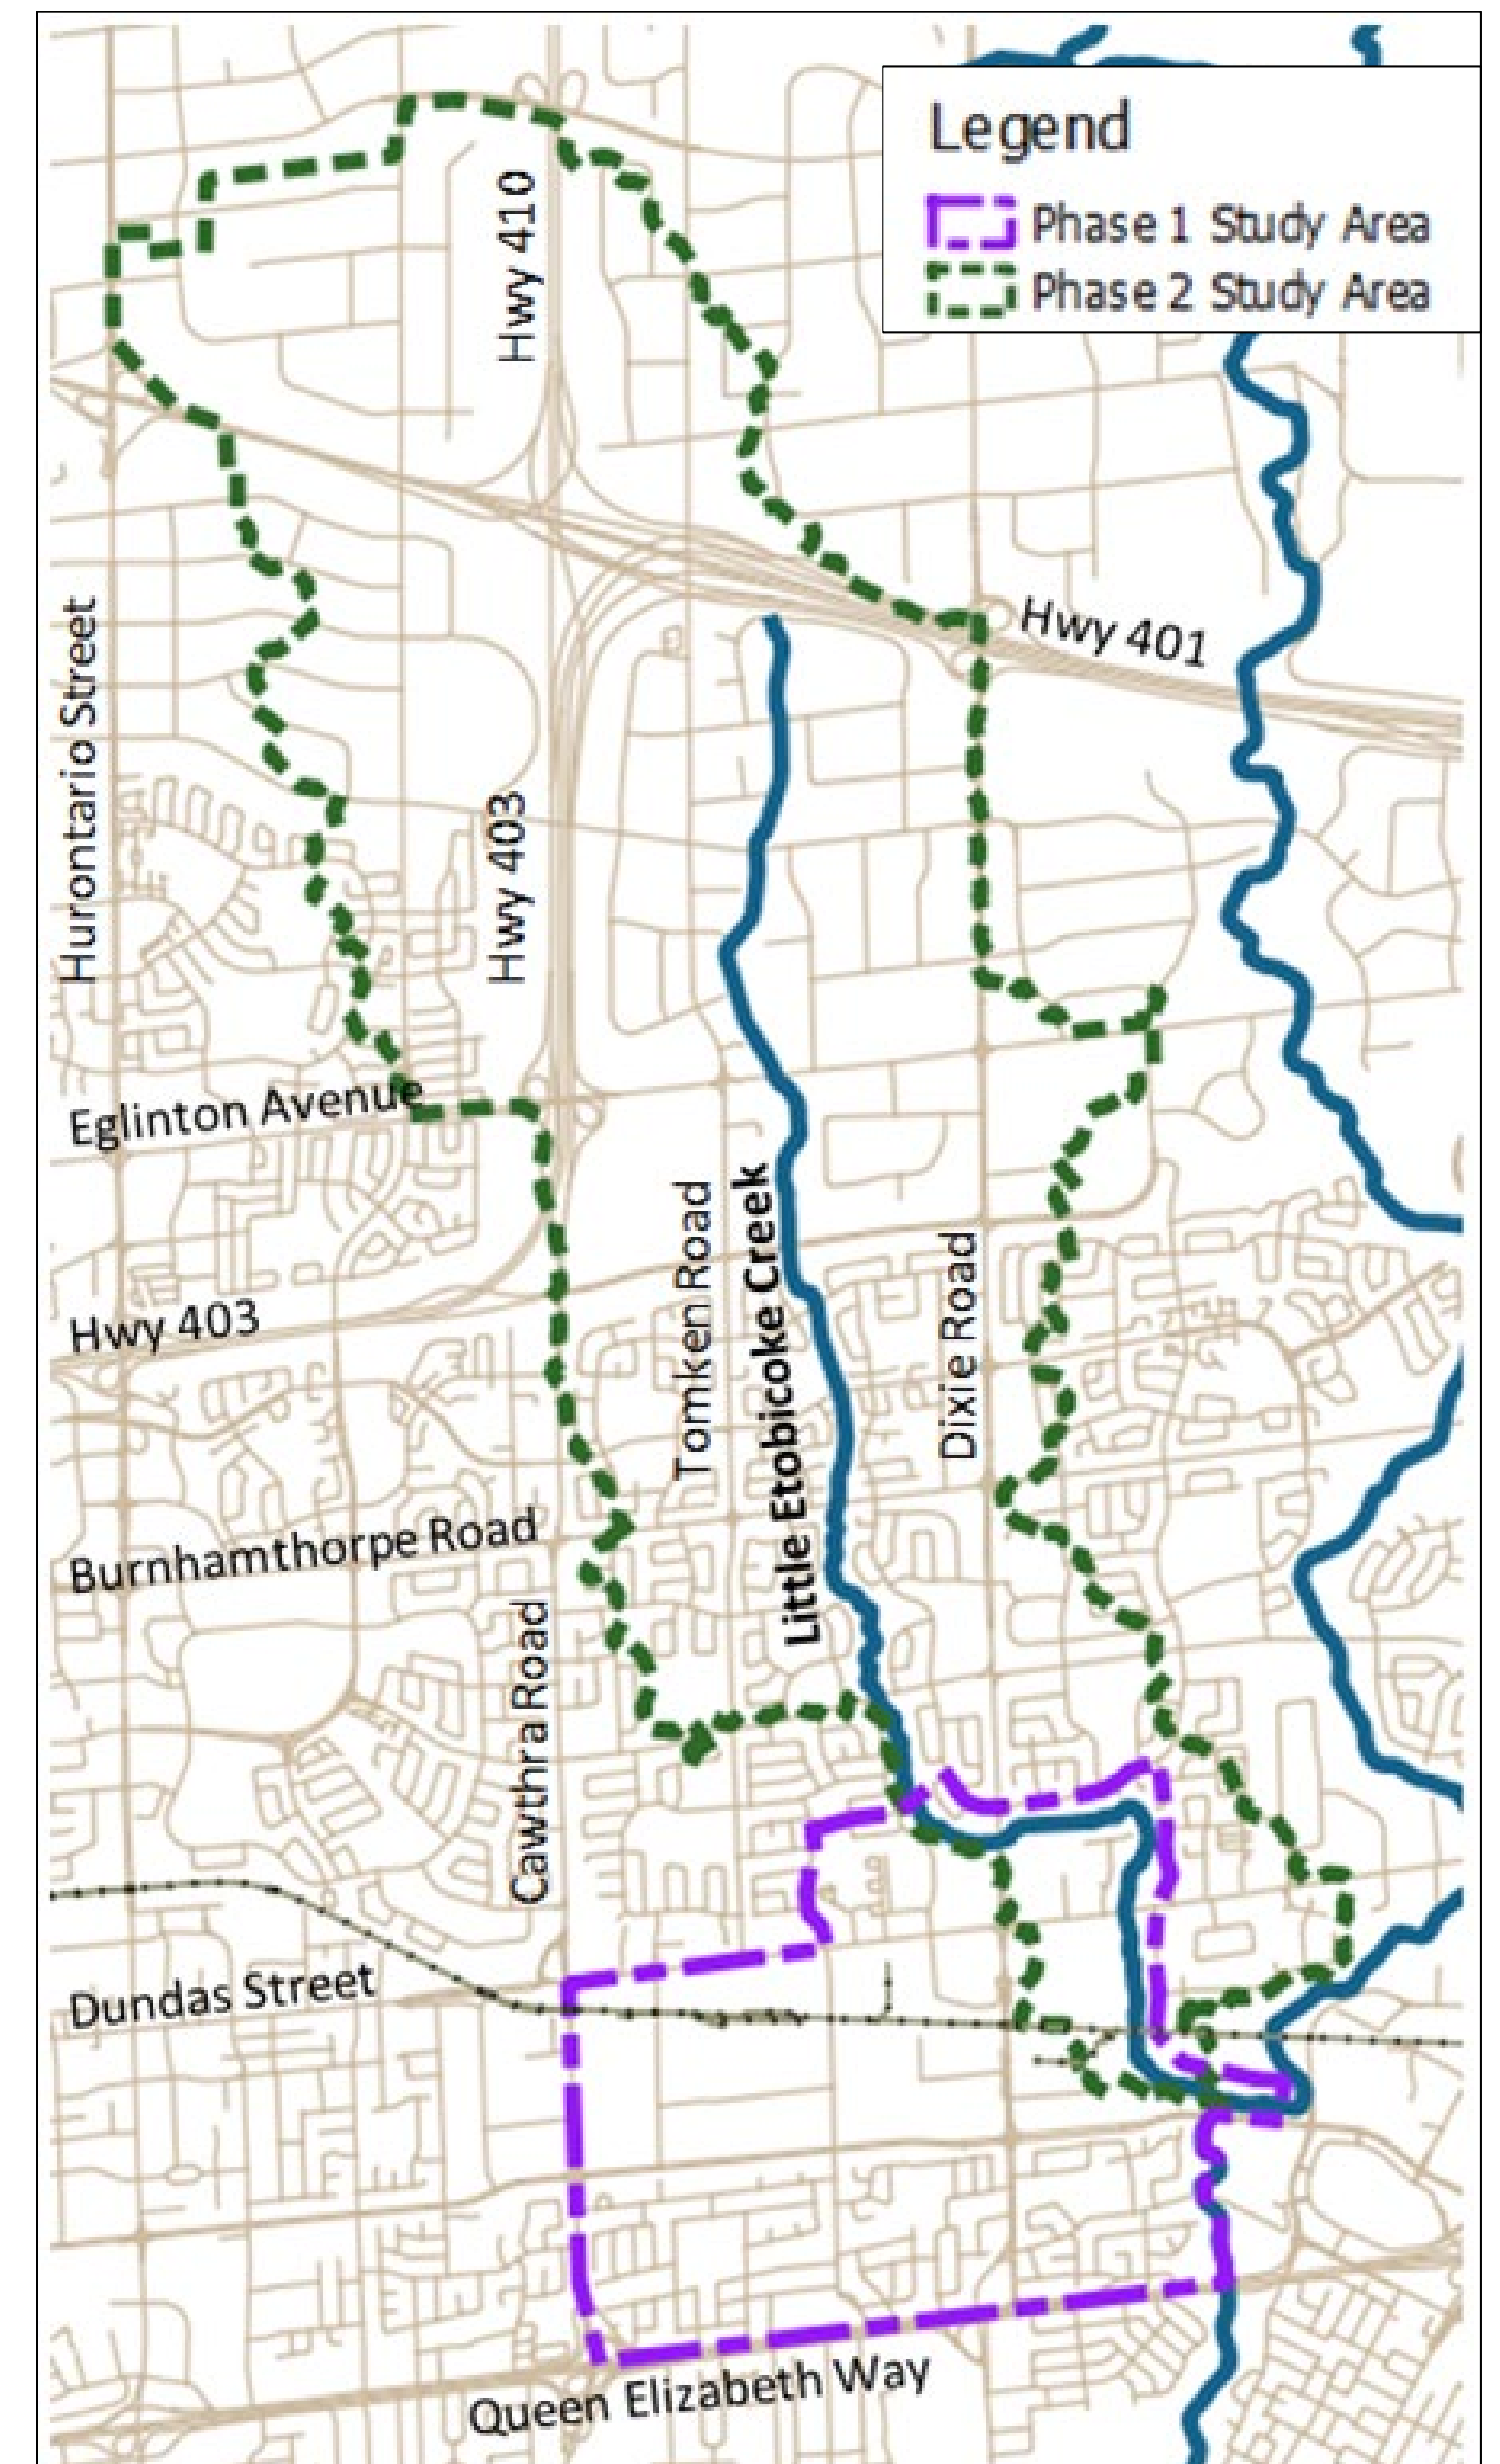 Legend
Phase 1 Study Area
Phase 2 Study Area
Hwy 410
Hwy 401
Hurontario Street
Hwy 403
Eglinton Avenue
Tomken Road
Little Etobicoke Creek
Dixie Road
Hwy 403
Burnhamthorpe Road
Cawthra Road
Dundas Street
Queen Elizabeth Way